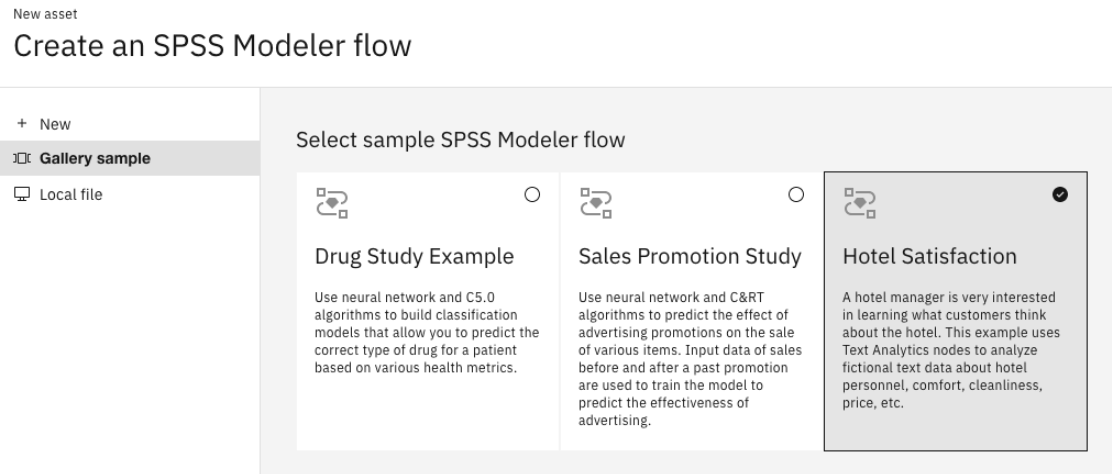 New asset
Create an SPSS Modeler flow
+ New
Gallery sample
Local file
Select sample SPSS Modeler flow
Drug Study Example
Use neural network and C5.0
algorithms to build classification
models that allow you to predict the
correct type of drug for a patient
based on various health metrics.
Sales Promotion Study
Use neural network and C&RT
algorithms to predict the effect of
advertising promotions on the sale
of various items. Input data of sales
before and after a past promotion
are used to train the model to
predict the effectiveness of
advertising.
Hotel Satisfaction
A hotel manager is very interested
in learning what customers think
about the hotel. This example uses
Text Analytics nodes to analyze
fictional text data about hotel
personnel, comfort, cleanliness,
price, etc.